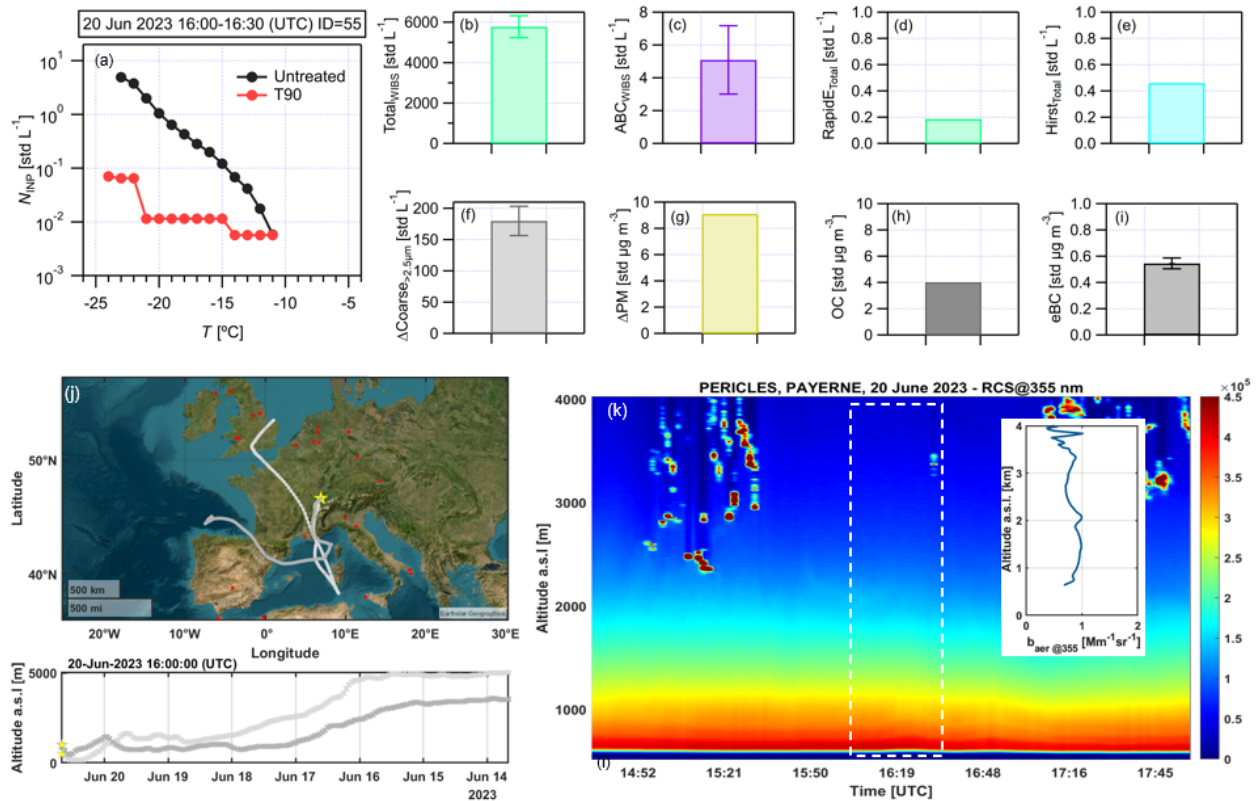 20 Jun 2023 16:00-16:30 (UTC) ID=55
(a)
Untreated
T90
N_INP [std L⁻¹]
10¹
10⁰
10⁻¹
10⁻²
10⁻³
-25 -20 -15 -10 -5
T [ºC]
(b)
Total_WIBS [std L⁻¹]
6000
4000
2000
0
(c)
ABC_WIBS [std L⁻¹]
8
6
4
2
0
(d)
RapidE_Total [std L⁻¹]
1.0
0.8
0.6
0.4
0.2
0.0
(e)
Hirst_Total [std L⁻¹]
1.0
0.8
0.6
0.4
0.2
0.0
(f)
ΔCoarse_>2.5µm [std L⁻¹]
200
150
100
50
0
(g)
ΔPM [std µg m⁻³]
10
8
6
4
2
0
(h)
OC [std µg m⁻³]
10
8
6
4
2
0
(i)
eBC [std µg m⁻³]
1.0
0.8
0.6
0.4
0.2
0.0
(j)
Latitude
50°N
40°N
500 km
500 mi
Earthstar Geographics
20°W 10°W 0° 10°E 20°E 30°E
Longitude
20-Jun-2023 16:00:00 (UTC)
Altitude a.s.l [m]
5000
0
Jun 20 Jun 19 Jun 18 Jun 17 Jun 16 Jun 15 Jun 14
2023
PERICLES, PAYERNE, 20 June 2023 - RCS@355 nm
(k)
Altitude a.s.l [m]
4000
3000
2000
1000
(l)
14:52 15:21 15:50 16:19 16:48 17:16 17:45
Time [UTC]
Altitude a.s.l. [km]
4
3
2
1
0
0 1 2
b_aer @355 [Mm⁻¹sr⁻¹]
×10⁵
4.5
4
3.5
3
2.5
2
1.5
1
0.5
0